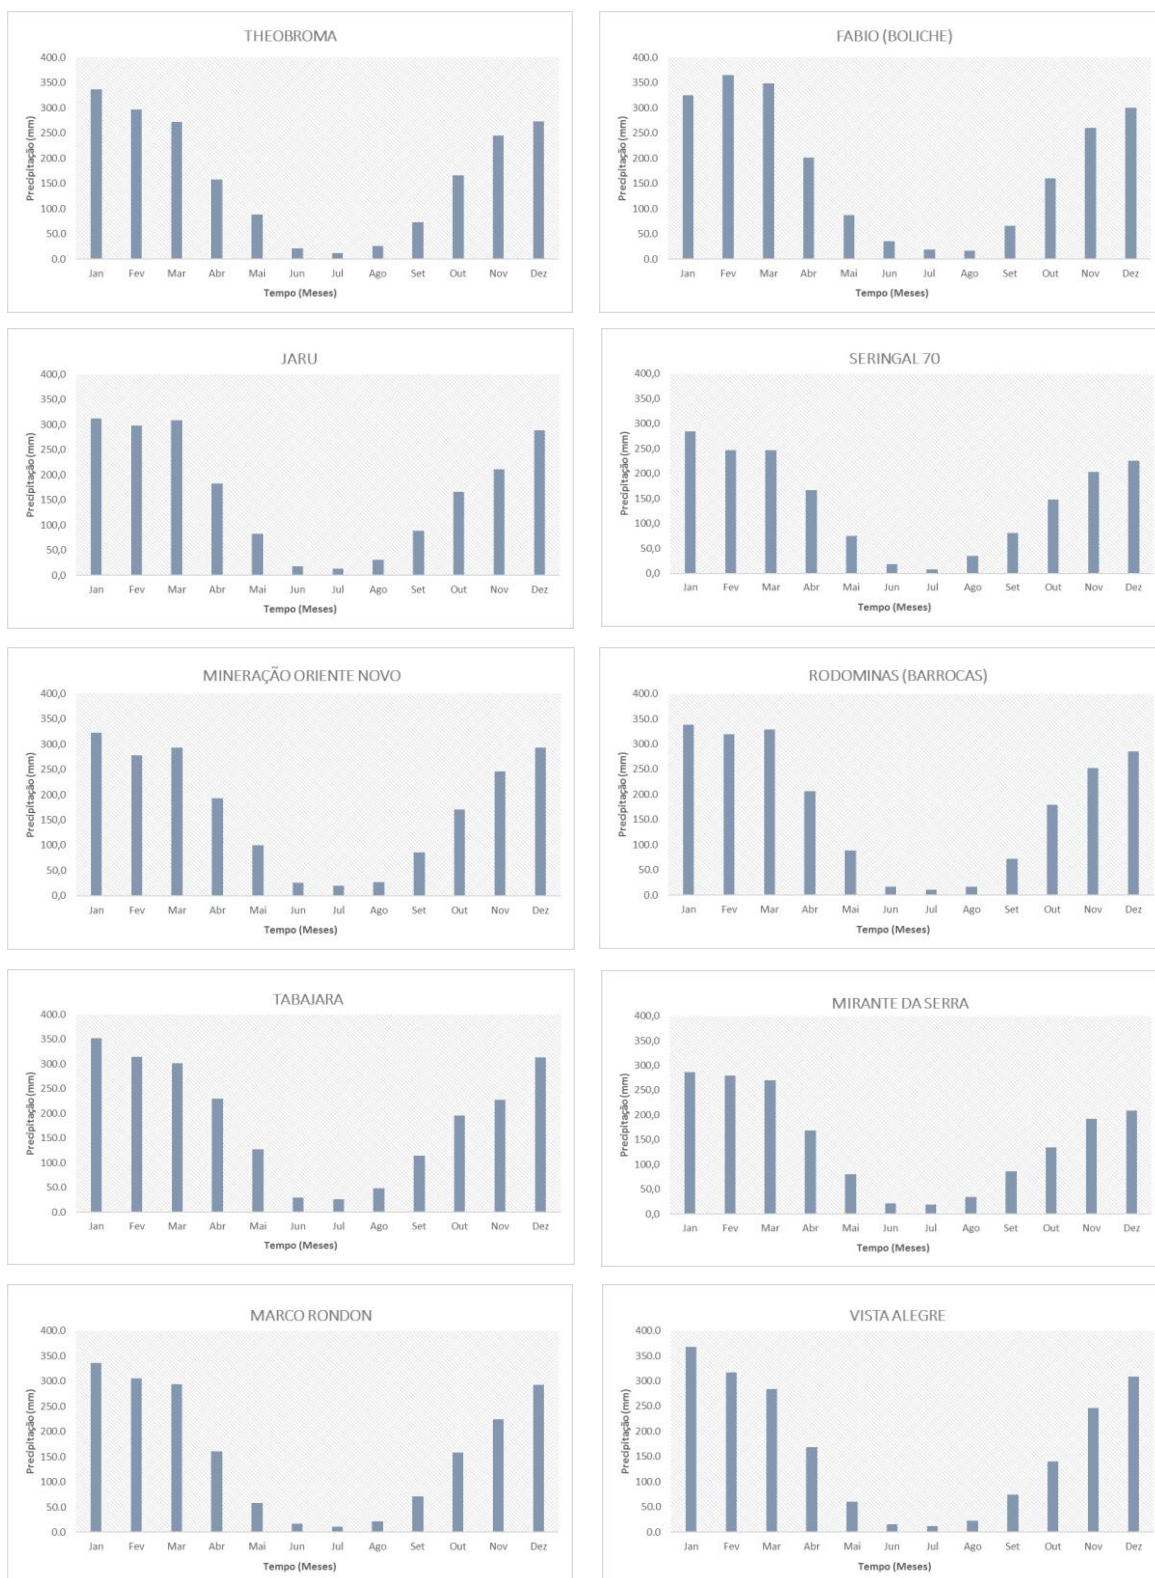 THEOBROMA
Precipitação (mm)
400.0
350.0
300.0
250.0
200.0
150.0
100.0
50.0
0.0
Jan Fev Mar Abr Mai Jun Jul Ago Set Out Nov Dez
Tempo (Meses)
FABIO (BOLICHE)
Precipitação (mm)
400.0
350.0
300.0
250.0
200.0
150.0
100.0
50.0
0.0
Jan Fev Mar Abr Mai Jun Jul Ago Set Out Nov Dez
Tempo (Meses)
JARU
Precipitação (mm)
400,0
350,0
300,0
250,0
200,0
150,0
100,0
50,0
0,0
Jan Fev Mar Abr Mai Jun Jul Ago Set Out Nov Dez
Tempo (Meses)
SERINGAL 70
Precipitação (mm)
400,0
350,0
300,0
250,0
200,0
150,0
100,0
50,0
0,0
Jan Fev Mar Abr Mai Jun Jul Ago Set Out Nov Dez
Tempo (Meses)
MINERAÇÃO ORIENTE NOVO
Precipitação (mm)
400,0
350,0
300,0
250,0
200,0
150,0
100,0
50,0
0,0
Jan Fev Mar Abr Mai Jun Jul Ago Set Out Nov Dez
Tempo (Meses)
RODOMINAS (BARROCAS)
Precipitação (mm)
400.0
350.0
300.0
250.0
200.0
150.0
100.0
50.0
0.0
Jan Fev Mar Abr Mai Jun Jul Ago Set Out Nov Dez
Tempo (Meses)
TABAJARA
Precipitação (mm)
400.0
350.0
300.0
250.0
200.0
150.0
100.0
50.0
0.0
Jan Fev Mar Abr Mai Jun Jul Ago Set Out Nov Dez
Tempo (Meses)
MIRANTE DA SERRA
Precipitação (mm)
400,0
350,0
300,0
250,0
200,0
150,0
100,0
50,0
0,0
Jan Fev Mar Abr Mai Jun Jul Ago Set Out Nov Dez
Tempo (Meses)
MARCO RONDON
Precipitação (mm)
400.0
350.0
300.0
250.0
200.0
150.0
100.0
50.0
0.0
Jan Fev Mar Abr Mai Jun Jul Ago Set Out Nov Dez
Tempo (Meses)
VISTA ALEGRE
Precipitação (mm)
400.0
350.0
300.0
250.0
200.0
150.0
100.0
50.0
0.0
Jan Fev Mar Abr Mai Jun Jul Ago Set Out Nov Dez
Tempo (Meses)